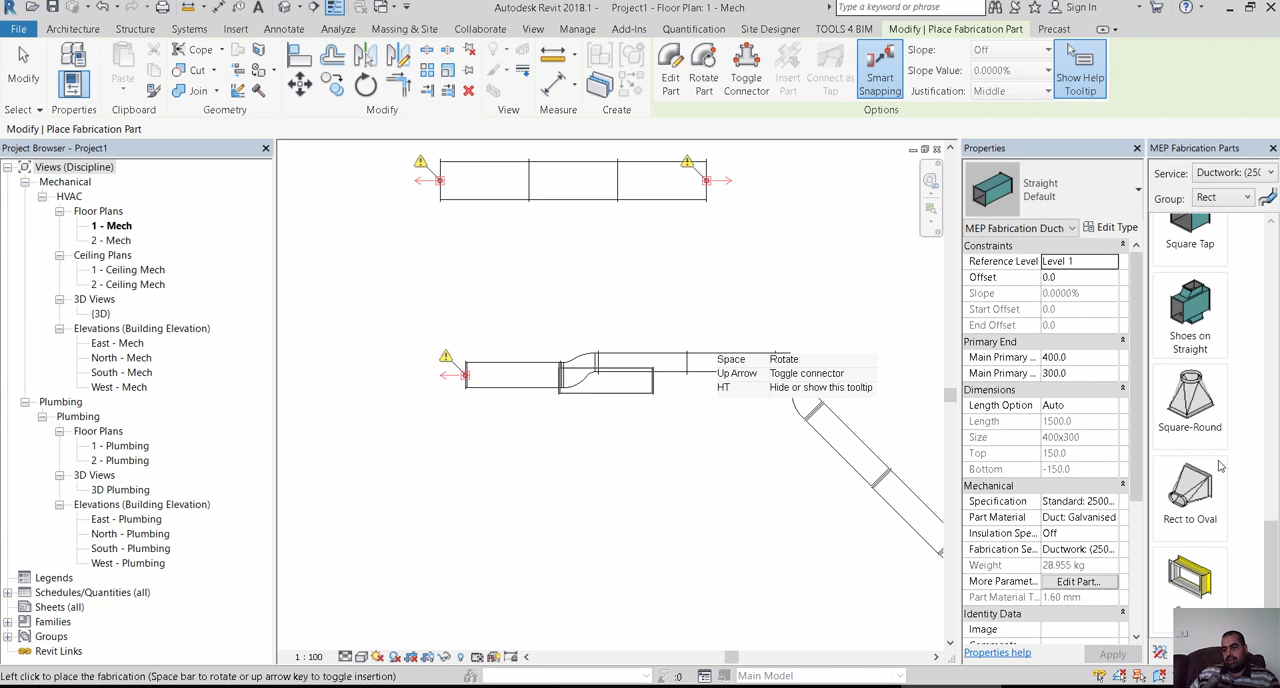 Autodesk Revit 2018.1 - Project1 - Floor Plan: 1 - Mech
Type a keyword or phrase
Sign In
File Architecture Structure Systems Insert Annotate Analyze Massing & Site Collaborate View Manage Add-Ins Quantification Site Designer TOOLS 4 BIM Modify | Place Fabrication Part Precast
Modify
Select
Properties
Paste
Clipboard
Cope
Cut
Join
Geometry
Modify
View
Measure
Create
Edit Part
Rotate Part
Toggle Connector
Insert Part
Connect as Tap
Smart Snapping
Slope: Off
Slope Value: 0.0000%
Justification: Middle
Show Help Tooltip
Options
Modify | Place Fabrication Part
Project Browser - Project1
Views (Discipline)
Mechanical
HVAC
Floor Plans
1 - Mech
2 - Mech
Ceiling Plans
1 - Ceiling Mech
2 - Ceiling Mech
3D Views
{3D}
Elevations (Building Elevation)
East - Mech
North - Mech
South - Mech
West - Mech
Plumbing
Plumbing
Floor Plans
1 - Plumbing
2 - Plumbing
3D Views
3D Plumbing
Elevations (Building Elevation)
East - Plumbing
North - Plumbing
South - Plumbing
West - Plumbing
Legends
Schedules/Quantities (all)
Sheets (all)
Families
Groups
Revit Links
Space Rotate
Up Arrow Toggle connector
HT Hide or show this tooltip
1 : 100
Properties
Straight
Default
MEP Fabrication Duct
Edit Type
Constraints
Reference Level Level 1
Offset 0.0
Slope 0.0000%
Start Offset 0.0
End Offset 0.0
Primary End
Main Primary ... 400.0
Main Primary ... 300.0
Dimensions
Length Option Auto
Length 1500.0
Size 400x300
Top 150.0
Bottom -150.0
Mechanical
Specification Standard: 2500...
Part Material Duct: Galvanised
Insulation Spe... Off
Fabrication Se... Ductwork: (250...
Weight 28.955 kg
More Paramet... Edit Part...
Part Material T... 1.60 mm
Identity Data
Image
Properties help
Apply
MEP Fabrication Parts
Service: Ductwork: (25(
Group: Rect
Square Tap
Shoes on Straight
Square-Round
Rect to Oval
Left click to place the fabrication (Space bar to rotate or up arrow key to toggle insertion)
:0
Main Model